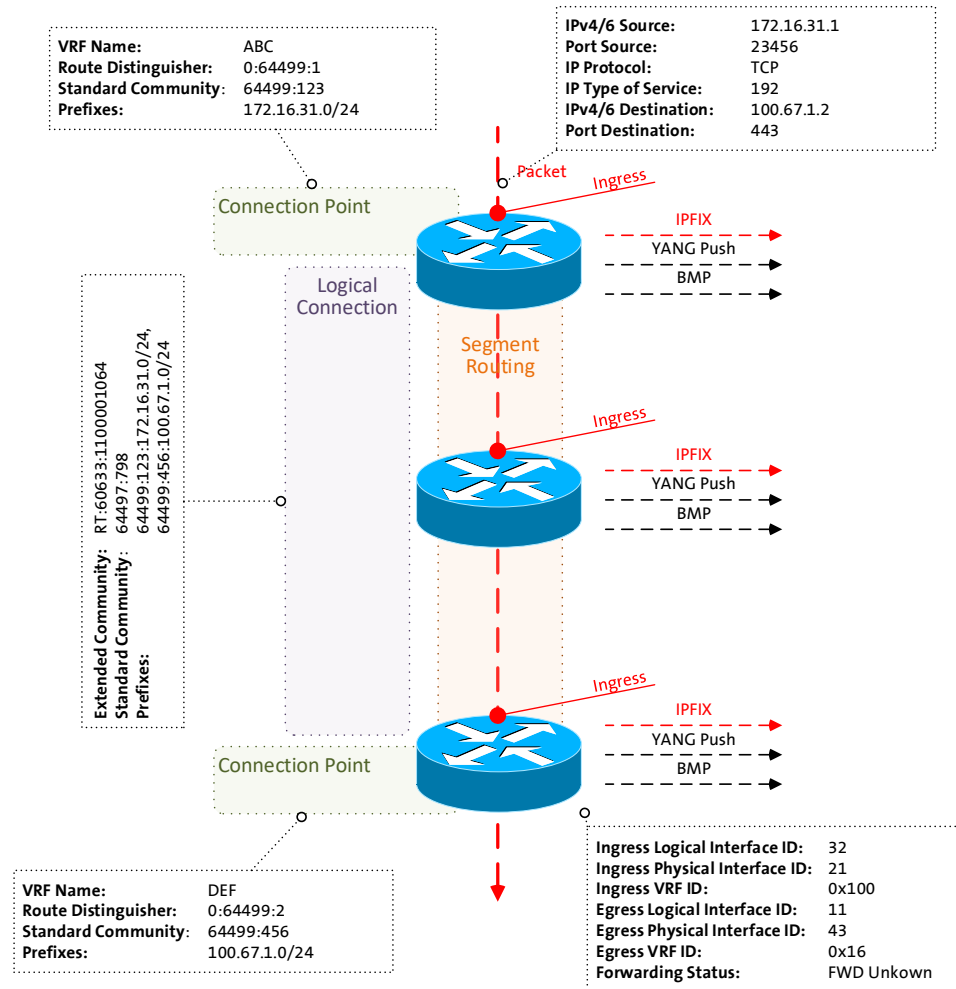 VRF Name: ABC
Route Distinguisher: 0:64499:1
Standard Community: 64499:123
Prefixes: 172.16.31.0/24
IPv4/6 Source: 172.16.31.1
Port Source: 23456
IP Protocol: TCP
IP Type of Service: 192
IPv4/6 Destination: 100.67.1.2
Port Destination: 443
Packet
Ingress
Connection Point
IPFIX
YANG Push
BMP
Logical
Connection
Segment
Routing
Extended Community: RT:60633:1100001064
Standard Community: 64497:798
Prefixes: 64499:123:172.16.31.0/24,
64499:456:100.67.1.0/24
Ingress
IPFIX
YANG Push
BMP
Ingress
IPFIX
YANG Push
BMP
Connection Point
VRF Name: DEF
Route Distinguisher: 0:64499:2
Standard Community: 64499:456
Prefixes: 100.67.1.0/24
Ingress Logical Interface ID: 32
Ingress Physical Interface ID: 21
Ingress VRF ID: 0x100
Egress Logical Interface ID: 11
Egress Physical Interface ID: 43
Egress VRF ID: 0x16
Forwarding Status: FWD Unkown